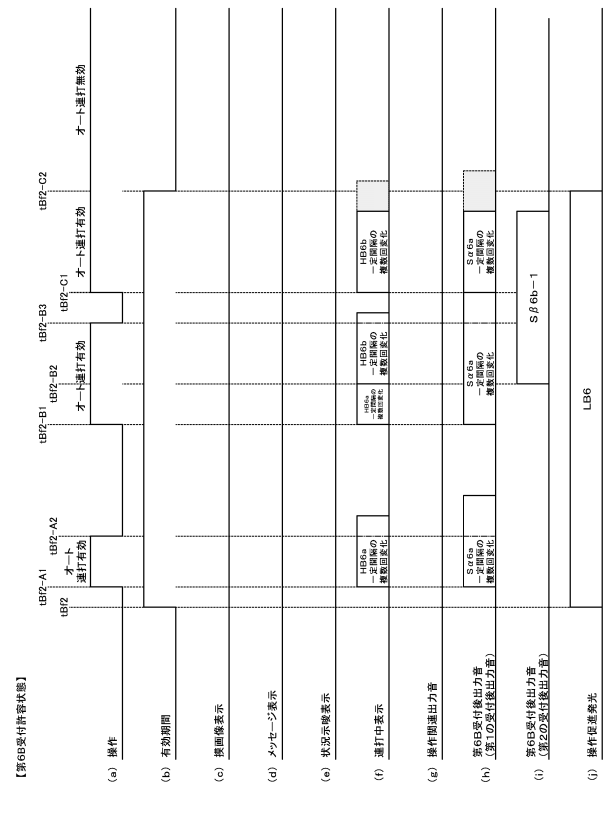 【第6B受付許容状態】
tBf2
tBf2-A1
tBf2-A2
tBf2-B1
tBf2-B2
tBf2-B3
tBf2-C1
tBf2-C2
(a) 操作
オート
連打有効
オート連打有効
オート連打有効
オート連打無効
(b) 有効期間
(c) 摸画像表示
(d) メッセージ表示
(e) 状況示唆表示
(f) 連打中表示
HB6a
一定間隔の
複数回変化
HB6a
一定間隔の
複数回変化
HB6b
一定間隔の
複数回変化
HB6b
一定間隔の
複数回変化
(g) 操作関連出力音
(h) 第6B受付後出力音
(第1の受付後出力音)
Sα6a
一定間隔の
複数回変化
Sα6a
一定間隔の
複数回変化
Sα6a
一定間隔の
複数回変化
(i) 第6B受付後出力音
(第2の受付後出力音)
Sβ6b-1
(j) 操作促進発光
LB6